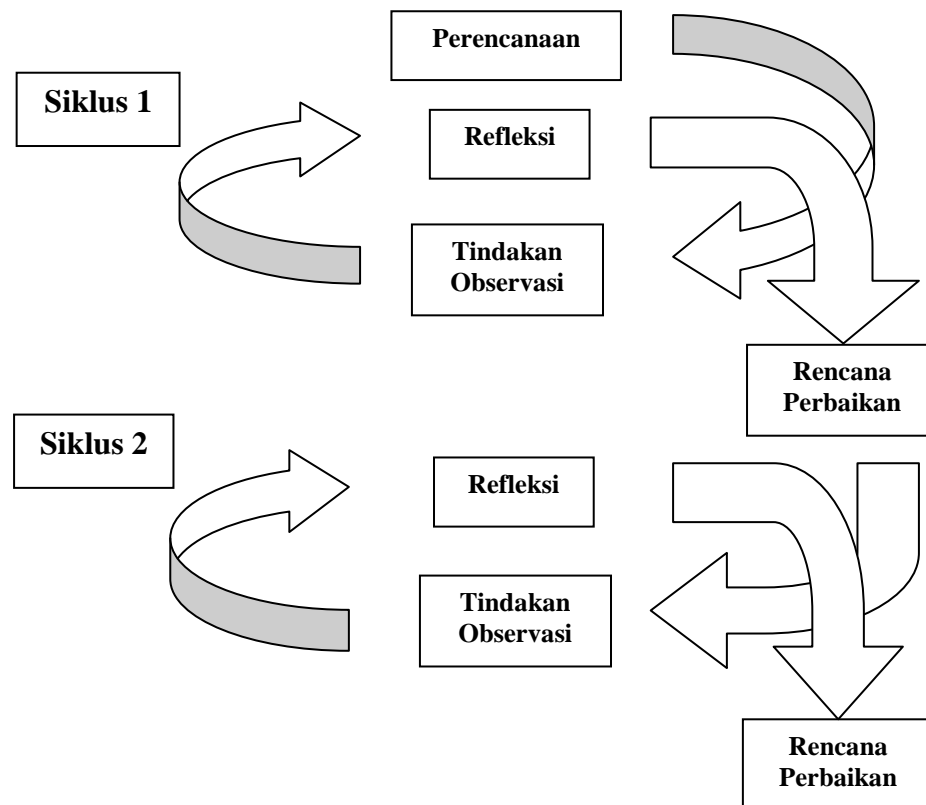 Perencanaan
Siklus 1
Refleksi
Tindakan
Observasi
Rencana
Perbaikan
Siklus 2
Refleksi
Tindakan
Observasi
Rencana
Perbaikan